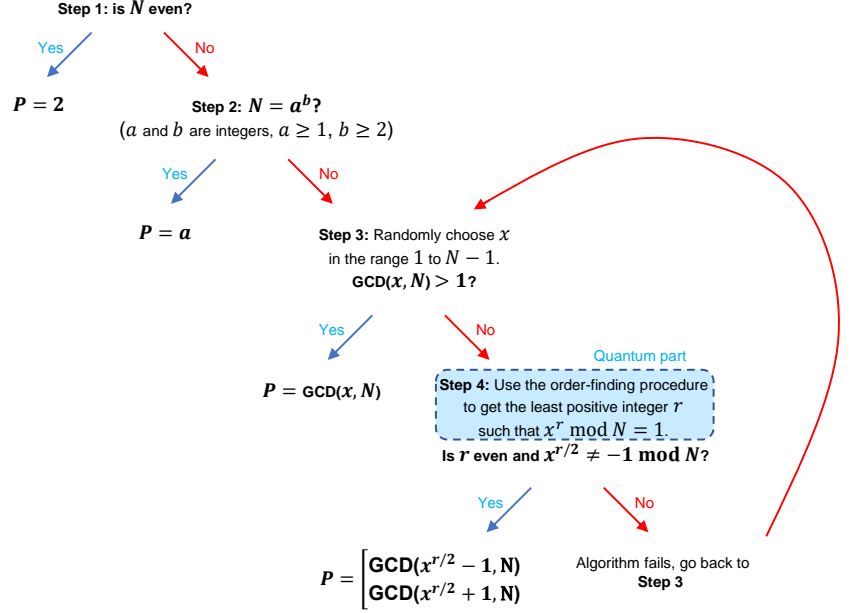 Step 1: is N even?
Yes
No
P = 2
Step 2: N = a^b?
(a and b are integers, a ≥ 1, b ≥ 2)
Yes
No
P = a
Step 3: Randomly choose x
in the range 1 to N − 1.
GCD(x, N) > 1?
Yes
No
Quantum part
P = GCD(x, N)
Step 4: Use the order-finding procedure
to get the least positive integer r
such that x^r mod N = 1.
Is r even and x^{r/2} ≠ −1 mod N?
Yes
No
P = [GCD(x^{r/2} − 1, N)
GCD(x^{r/2} + 1, N)
Algorithm fails, go back to
Step 3